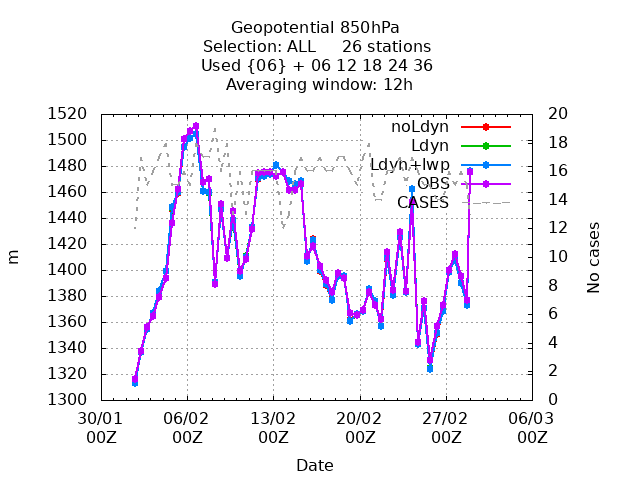 Geopotential 850hPa
Selection: ALL     26 stations
Used {06} + 06 12 18 24 36
Averaging window: 12h
1520
1500
1480
1460
1440
1420
1400
1380
1360
1340
1320
1300
m
20
18
16
14
12
10
8
6
4
2
0
No cases
noLdyn
Ldyn
Ldyn+lwp
OBS
CASES
30/01 06/02 13/02 20/02 27/02 06/03
00Z 00Z 00Z 00Z 00Z 00Z
Date